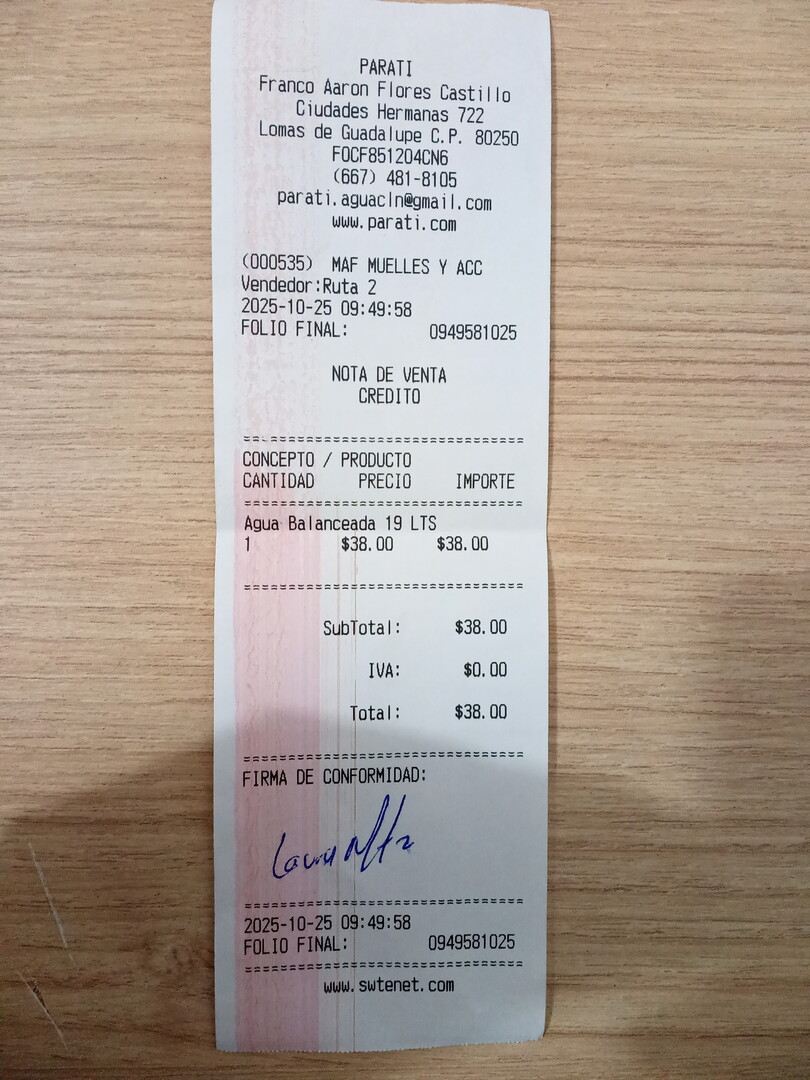 PARATI
Franco Aaron Flores Castillo
Ciudades Hermanas 722
Lomas de Guadalupe C.P. 80250
FOCF851204CN6
(667) 481-8105
parati.aguacln@gmail.com
www.parati.com
(000535) MAF MUELLES Y ACC
Vendedor:Ruta 2
2025-10-25 09:49:58
FOLIO FINAL: 0949581025
NOTA DE VENTA
CREDITO
CONCEPTO / PRODUCTO
CANTIDAD PRECIO IMPORTE
Agua Balanceada 19 LTS
1 $38.00 $38.00
SubTotal: $38.00
IVA: $0.00
Total: $38.00
FIRMA DE CONFORMIDAD:
2025-10-25 09:49:58
FOLIO FINAL: 0949581025
www.swtenet.com